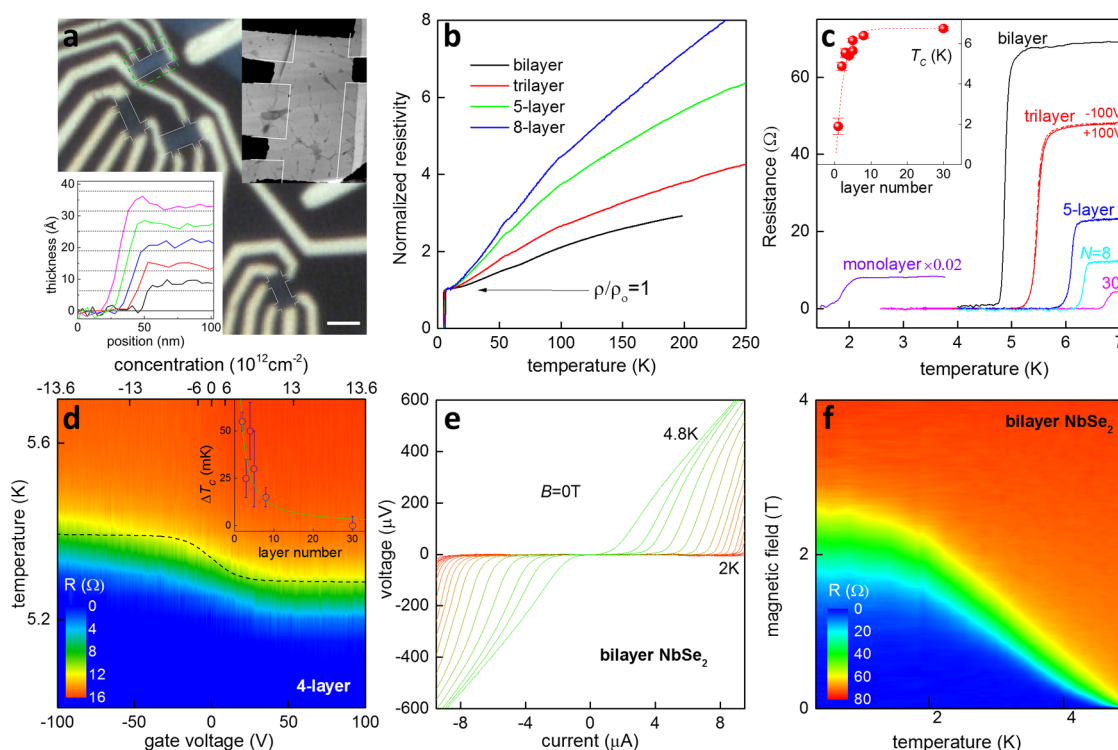 a
thickness (Å)
40
30
20
10
0
0
50
100
position (nm)
b
Normalized resistivity
8
6
4
2
0
bilayer
trilayer
5-layer
8-layer
ρ/ρo=1
0 50 100 150 200 250
temperature (K)
c
Resistance (Ω)
60
40
20
0
Tc (K)
6
4
2
0
0 10 20 30
layer number
bilayer
trilayer
-100V
+100V
5-layer
N=8
30
monolayer×0.02
2 3 4 5 6 7
temperature (K)
concentration (10¹²cm⁻²)
-13.6 -13 -6 0 6 13 13.6
d
temperature (K)
5.6
5.2
ΔTc (mK)
50
25
0
0 10 20 30
layer number
R (Ω)
0
4
8
12
16
4-layer
-100 -50 0 50 100
gate voltage (V)
e
voltage (μV)
600
400
200
0
-200
-400
-600
4.8K
B=0T
2K
bilayer NbSe₂
-8 -4 0 4 8
current (μA)
f
bilayer NbSe₂
magnetic field (T)
4
2
0
R (Ω)
0
20
40
60
80
2 4
temperature (K)